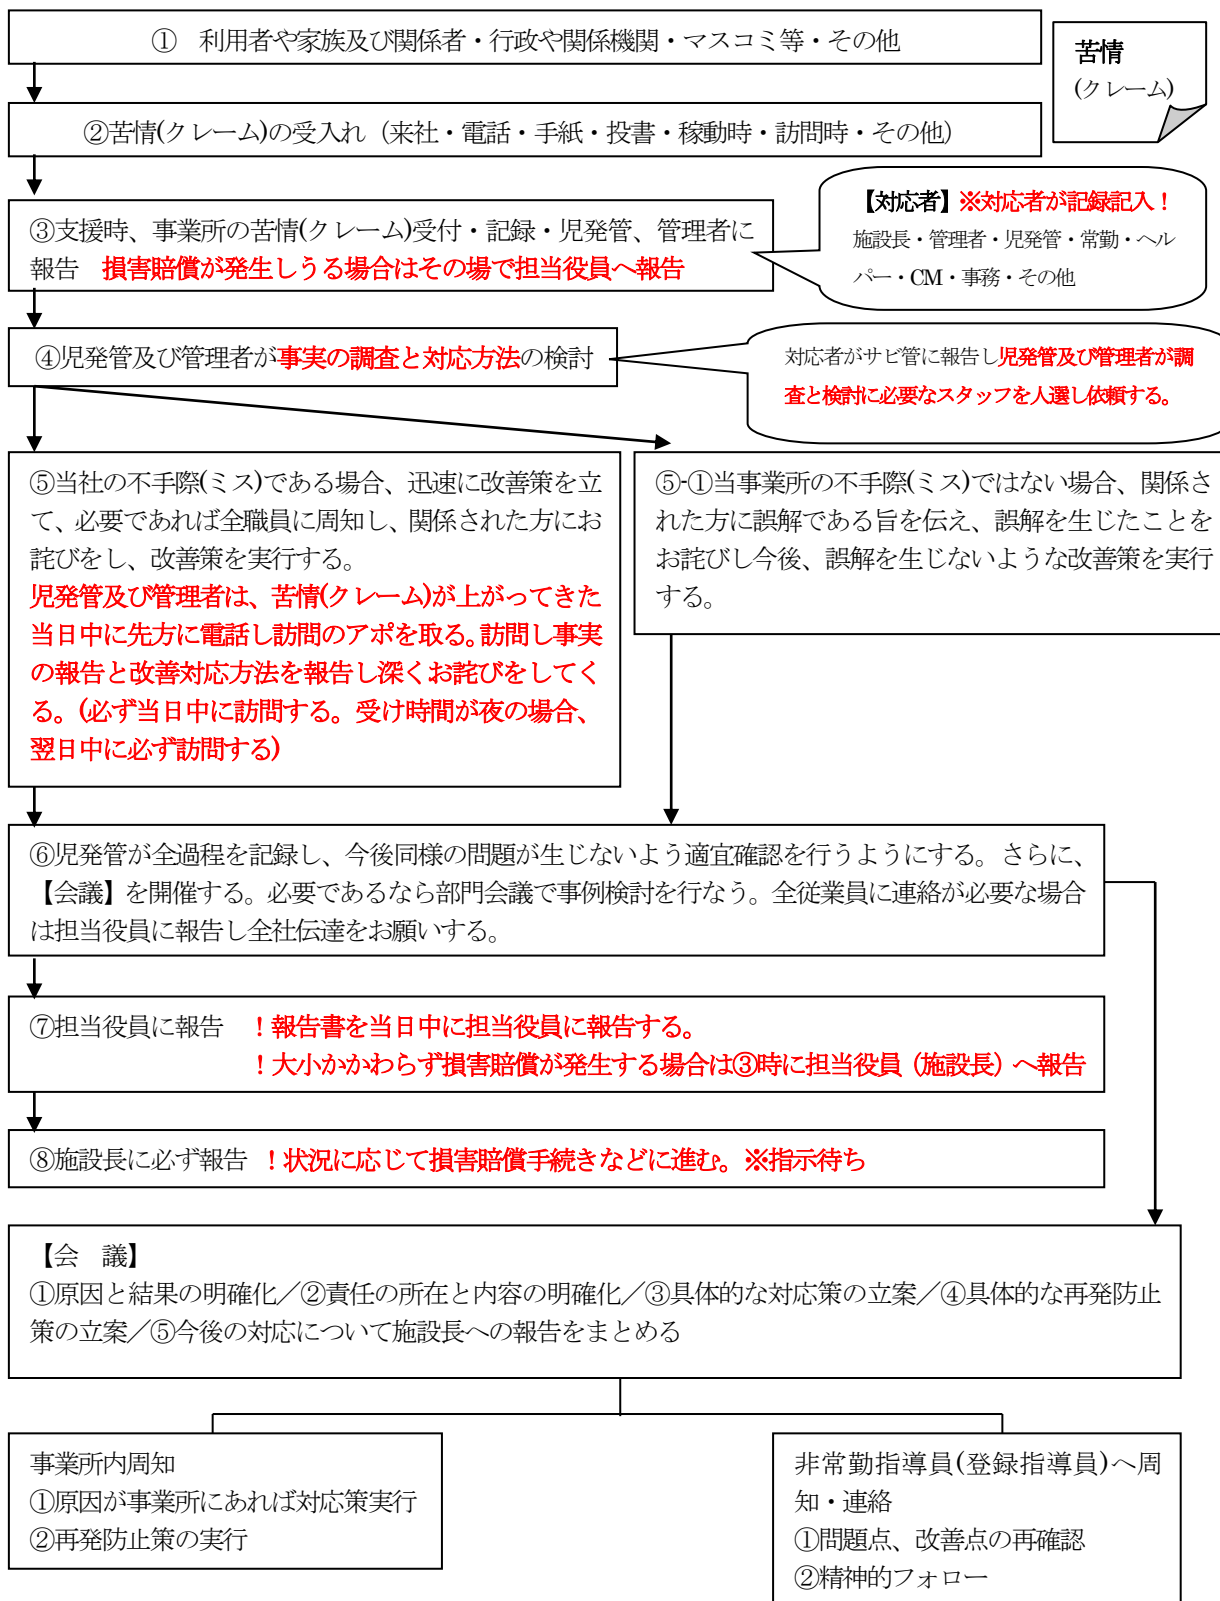 ① 利用者や家族及び関係者・行政や関係機関・マスコミ等・その他
苦情
(クレーム)
②苦情(クレーム)の受入れ（来社・電話・手紙・投書・稼動時・訪問時・その他）
③支援時、事業所の苦情(クレーム)受付・記録・児発管、管理者に
報告　損害賠償が発生しうる場合はその場で担当役員へ報告
【対応者】※対応者が記録記入！
施設長・管理者・児発管・常勤・ヘル
パー・CM・事務・その他
④児発管及び管理者が事実の調査と対応方法の検討
対応者がサビ管に報告し児発管及び管理者が調
査と検討に必要なスタッフを人選し依頼する。
⑤当社の不手際(ミス)である場合、迅速に改善策を立
て、必要であれば全職員に周知し、関係された方にお
詫びをし、改善策を実行する。
児発管及び管理者は、苦情(クレーム)が上がってきた
当日中に先方に電話し訪問のアポを取る。訪問し事実
の報告と改善対応方法を報告し深くお詫びをしてく
る。(必ず当日中に訪問する。受け時間が夜の場合、
翌日中に必ず訪問する)
⑤-①当事業所の不手際(ミス)ではない場合、関係さ
れた方に誤解である旨を伝え、誤解を生じたことを
お詫びし今後、誤解を生じないような改善策を実行
する。
⑥児発管が全過程を記録し、今後同様の問題が生じないよう適宜確認を行うようにする。さらに、
【会議】を開催する。必要であるなら部門会議で事例検討を行なう。全従業員に連絡が必要な場合
は担当役員に報告し全社伝達をお願いする。
⑦担当役員に報告　！報告書を当日中に担当役員に報告する。
！大小かかわらず損害賠償が発生する場合は③時に担当役員（施設長）へ報告
⑧施設長に必ず報告　！状況に応じて損害賠償手続きなどに進む。※指示待ち
【会　議】
①原因と結果の明確化／②責任の所在と内容の明確化／③具体的な対応策の立案／④具体的な再発防止
策の立案／⑤今後の対応について施設長への報告をまとめる
事業所内周知
①原因が事業所にあれば対応策実行
②再発防止策の実行
非常勤指導員(登録指導員)へ周
知・連絡
①問題点、改善点の再確認
②精神的フォロー